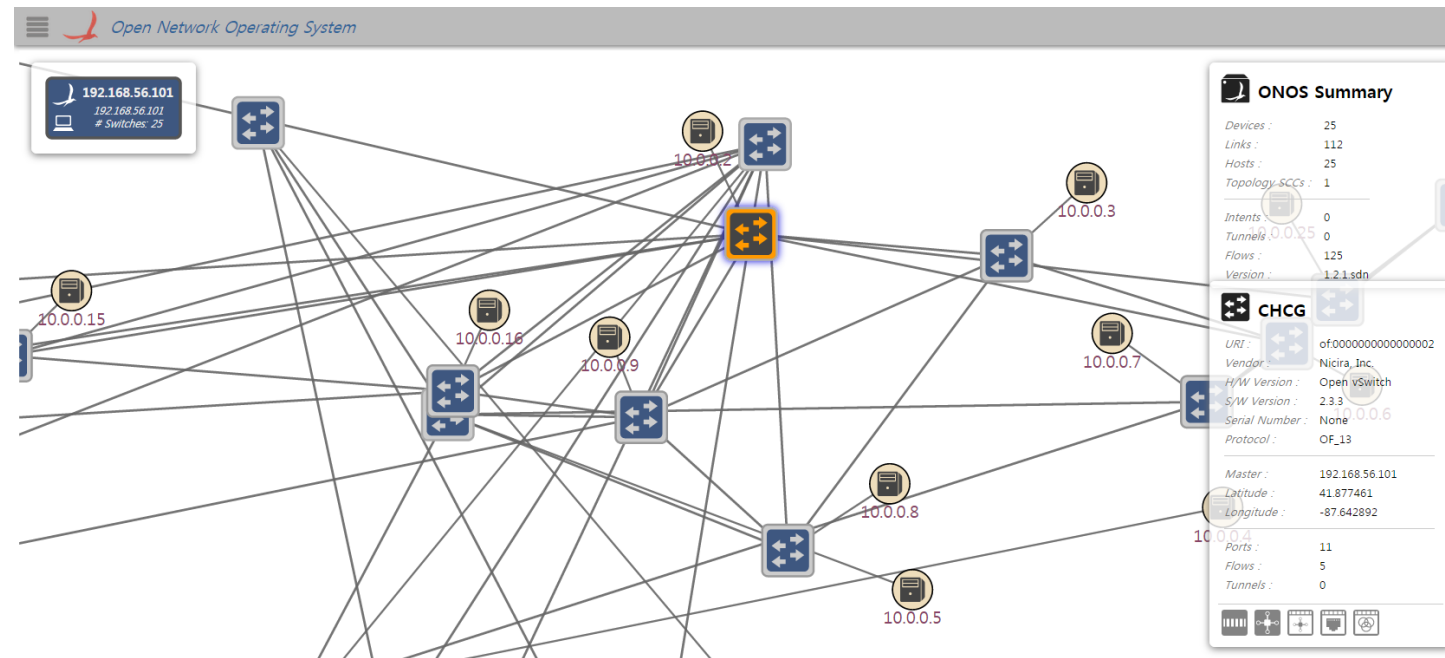 Open Network Operating System
192.168.56.101
192.168.56.101
# Switches: 25
10.0.0.2
10.0.0.3
10.0.0.15
10.0.0.16
10.0.0.9
10.0.0.7
10.0.0.8
10.0.0.5
10.0.0.4
10.0.0.25
10.0.0.6
ONOS Summary
Devices : 25
Links : 112
Hosts : 25
Topology SCCs : 1
Intents : 0
Tunnels : 0
Flows : 125
Version : 1.2.1.sdn
CHCG
URI : of:0000000000000002
Vendor : Nicira, Inc.
H/W Version : Open vSwitch
S/W Version : 2.3.3
Serial Number : None
Protocol : OF_13
Master : 192.168.56.101
Latitude : 41.877461
Longitude : -87.642892
Ports : 11
Flows : 5
Tunnels : 0